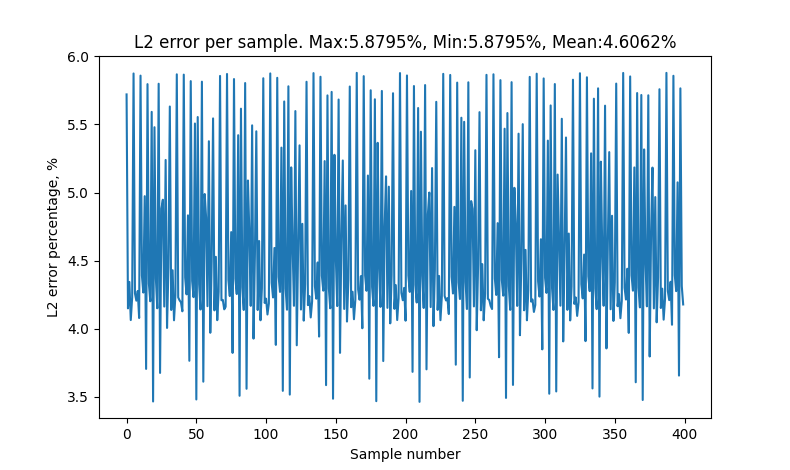 L2 error per sample. Max:5.8795%, Min:5.8795%, Mean:4.6062%
6.0
5.5
5.0
4.5
4.0
3.5
L2 error percentage, %
0 50 100 150 200 250 300 350 400
Sample number